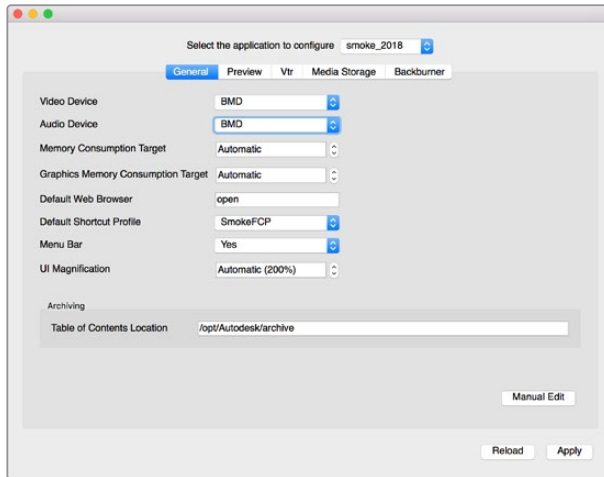 Select the application to configure smoke_2018
General Preview Vtr Media Storage Backburner
Video Device BMD
Audio Device BMD
Memory Consumption Target Automatic
Graphics Memory Consumption Target Automatic
Default Web Browser open
Default Shortcut Profile SmokeFCP
Menu Bar Yes
UI Magnification Automatic (200%)
Archiving
Table of Contents Location /opt/Autodesk/archive
Manual Edit
Reload Apply